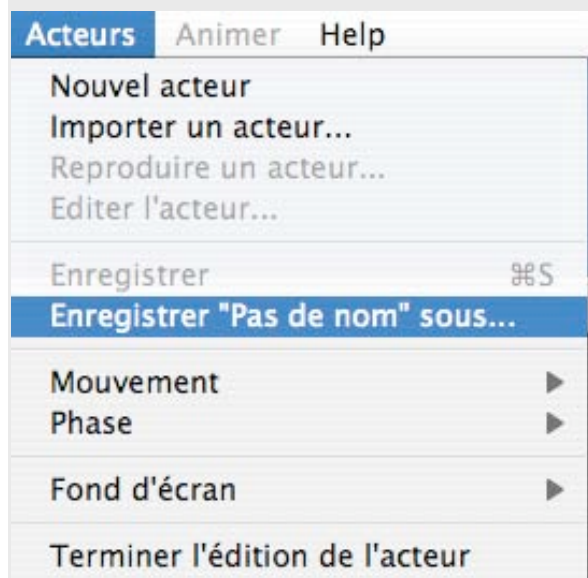 Acteurs Animer Help
Nouvel acteur
Importer un acteur...
Reproduire un acteur...
Editer l'acteur...
Enregistrer ⌘S
Enregistrer "Pas de nom" sous...
Mouvement
Phase
Fond d'écran
Terminer l'édition de l'acteur